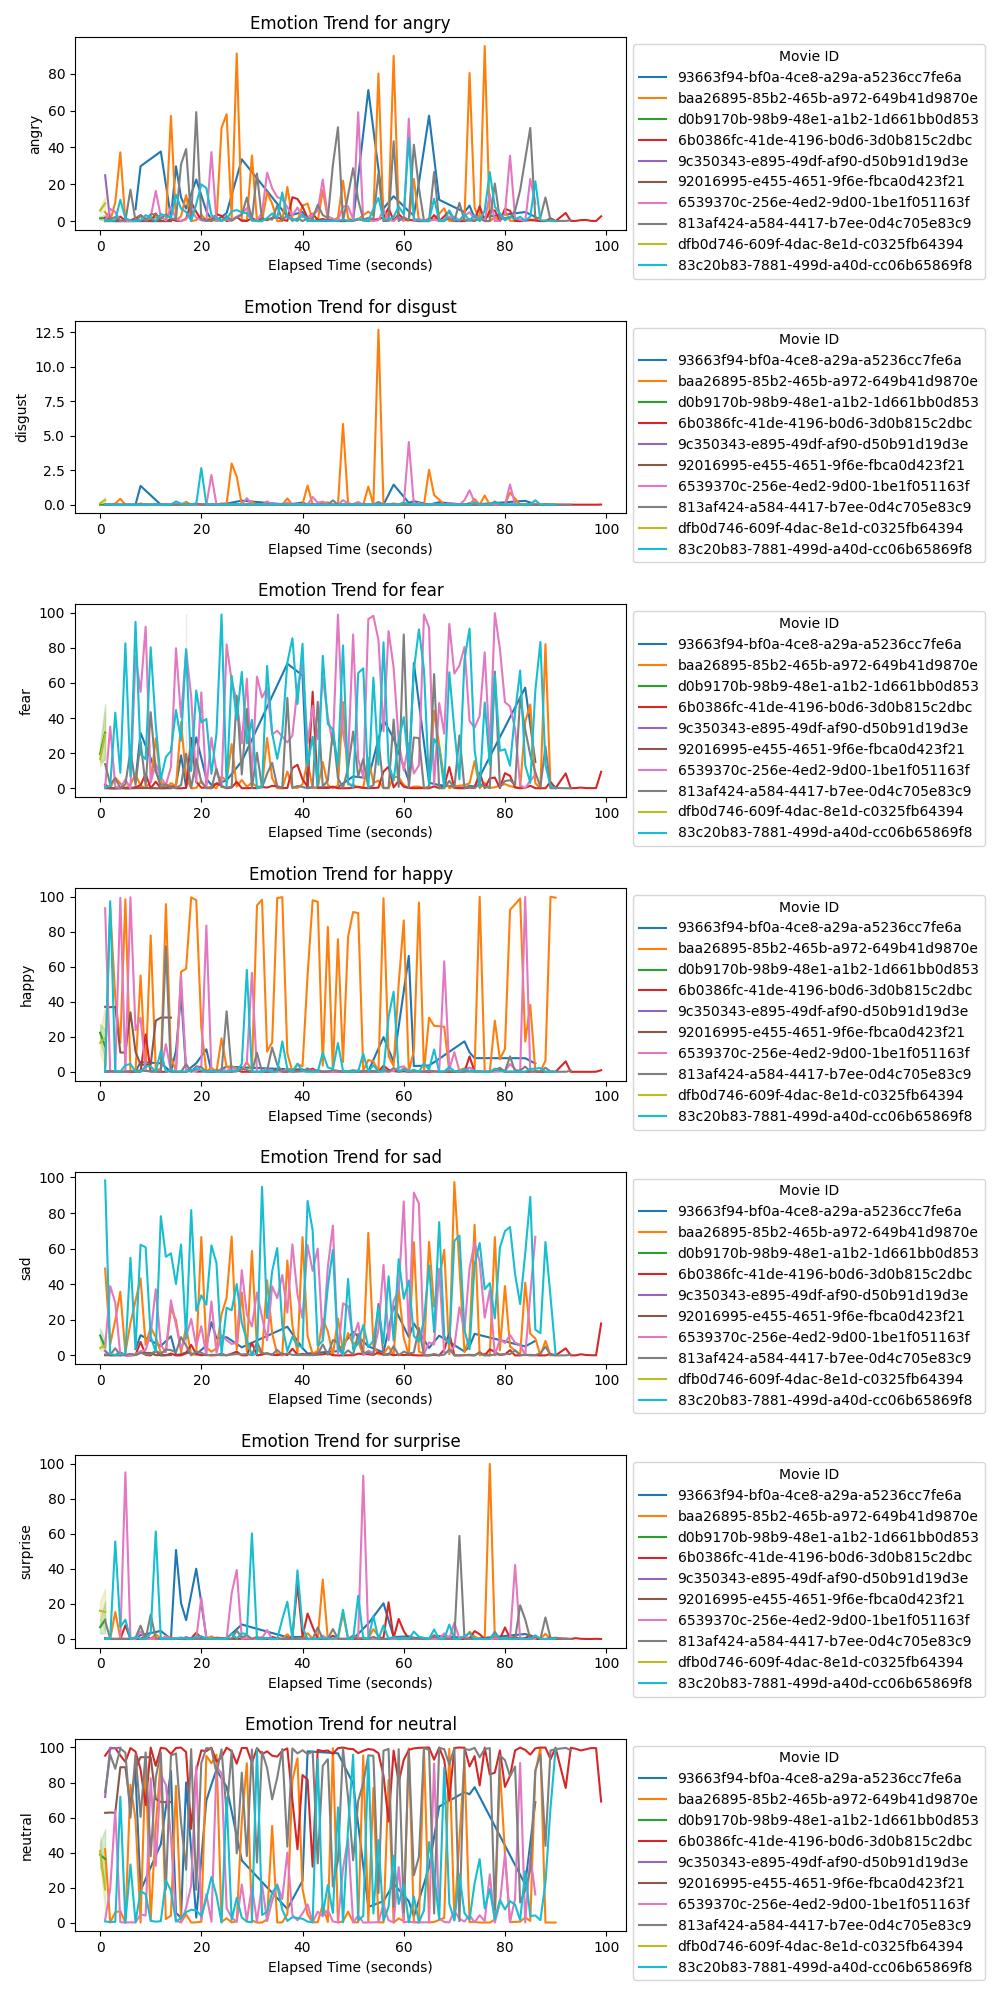 Emotion Trend for angry
angry
80
60
40
20
0
0 20 40 60 80 100
Elapsed Time (seconds)
Movie ID
93663f94-bf0a-4ce8-a29a-a5236cc7fe6a
baa26895-85b2-465b-a972-649b41d9870e
d0b9170b-98b9-48e1-a1b2-1d661bb0d853
6b0386fc-41de-4196-b0d6-3d0b815c2dbc
9c350343-e895-49df-af90-d50b91d19d3e
92016995-e455-4651-9f6e-fbca0d423f21
6539370c-256e-4ed2-9d00-1be1f051163f
813af424-a584-4417-b7ee-0d4c705e83c9
dfb0d746-609f-4dac-8e1d-c0325fb64394
83c20b83-7881-499d-a40d-cc06b65869f8
Emotion Trend for disgust
disgust
12.5
10.0
7.5
5.0
2.5
0.0
0 20 40 60 80 100
Elapsed Time (seconds)
Movie ID
93663f94-bf0a-4ce8-a29a-a5236cc7fe6a
baa26895-85b2-465b-a972-649b41d9870e
d0b9170b-98b9-48e1-a1b2-1d661bb0d853
6b0386fc-41de-4196-b0d6-3d0b815c2dbc
9c350343-e895-49df-af90-d50b91d19d3e
92016995-e455-4651-9f6e-fbca0d423f21
6539370c-256e-4ed2-9d00-1be1f051163f
813af424-a584-4417-b7ee-0d4c705e83c9
dfb0d746-609f-4dac-8e1d-c0325fb64394
83c20b83-7881-499d-a40d-cc06b65869f8
Emotion Trend for fear
fear
100
80
60
40
20
0
0 20 40 60 80 100
Elapsed Time (seconds)
Movie ID
93663f94-bf0a-4ce8-a29a-a5236cc7fe6a
baa26895-85b2-465b-a972-649b41d9870e
d0b9170b-98b9-48e1-a1b2-1d661bb0d853
6b0386fc-41de-4196-b0d6-3d0b815c2dbc
9c350343-e895-49df-af90-d50b91d19d3e
92016995-e455-4651-9f6e-fbca0d423f21
6539370c-256e-4ed2-9d00-1be1f051163f
813af424-a584-4417-b7ee-0d4c705e83c9
dfb0d746-609f-4dac-8e1d-c0325fb64394
83c20b83-7881-499d-a40d-cc06b65869f8
Emotion Trend for happy
happy
100
80
60
40
20
0
0 20 40 60 80 100
Elapsed Time (seconds)
Movie ID
93663f94-bf0a-4ce8-a29a-a5236cc7fe6a
baa26895-85b2-465b-a972-649b41d9870e
d0b9170b-98b9-48e1-a1b2-1d661bb0d853
6b0386fc-41de-4196-b0d6-3d0b815c2dbc
9c350343-e895-49df-af90-d50b91d19d3e
92016995-e455-4651-9f6e-fbca0d423f21
6539370c-256e-4ed2-9d00-1be1f051163f
813af424-a584-4417-b7ee-0d4c705e83c9
dfb0d746-609f-4dac-8e1d-c0325fb64394
83c20b83-7881-499d-a40d-cc06b65869f8
Emotion Trend for sad
sad
100
80
60
40
20
0
0 20 40 60 80 100
Elapsed Time (seconds)
Movie ID
93663f94-bf0a-4ce8-a29a-a5236cc7fe6a
baa26895-85b2-465b-a972-649b41d9870e
d0b9170b-98b9-48e1-a1b2-1d661bb0d853
6b0386fc-41de-4196-b0d6-3d0b815c2dbc
9c350343-e895-49df-af90-d50b91d19d3e
92016995-e455-4651-9f6e-fbca0d423f21
6539370c-256e-4ed2-9d00-1be1f051163f
813af424-a584-4417-b7ee-0d4c705e83c9
dfb0d746-609f-4dac-8e1d-c0325fb64394
83c20b83-7881-499d-a40d-cc06b65869f8
Emotion Trend for surprise
surprise
100
80
60
40
20
0
0 20 40 60 80 100
Elapsed Time (seconds)
Movie ID
93663f94-bf0a-4ce8-a29a-a5236cc7fe6a
baa26895-85b2-465b-a972-649b41d9870e
d0b9170b-98b9-48e1-a1b2-1d661bb0d853
6b0386fc-41de-4196-b0d6-3d0b815c2dbc
9c350343-e895-49df-af90-d50b91d19d3e
92016995-e455-4651-9f6e-fbca0d423f21
6539370c-256e-4ed2-9d00-1be1f051163f
813af424-a584-4417-b7ee-0d4c705e83c9
dfb0d746-609f-4dac-8e1d-c0325fb64394
83c20b83-7881-499d-a40d-cc06b65869f8
Emotion Trend for neutral
neutral
100
80
60
40
20
0
0 20 40 60 80 100
Elapsed Time (seconds)
Movie ID
93663f94-bf0a-4ce8-a29a-a5236cc7fe6a
baa26895-85b2-465b-a972-649b41d9870e
d0b9170b-98b9-48e1-a1b2-1d661bb0d853
6b0386fc-41de-4196-b0d6-3d0b815c2dbc
9c350343-e895-49df-af90-d50b91d19d3e
92016995-e455-4651-9f6e-fbca0d423f21
6539370c-256e-4ed2-9d00-1be1f051163f
813af424-a584-4417-b7ee-0d4c705e83c9
dfb0d746-609f-4dac-8e1d-c0325fb64394
83c20b83-7881-499d-a40d-cc06b65869f8